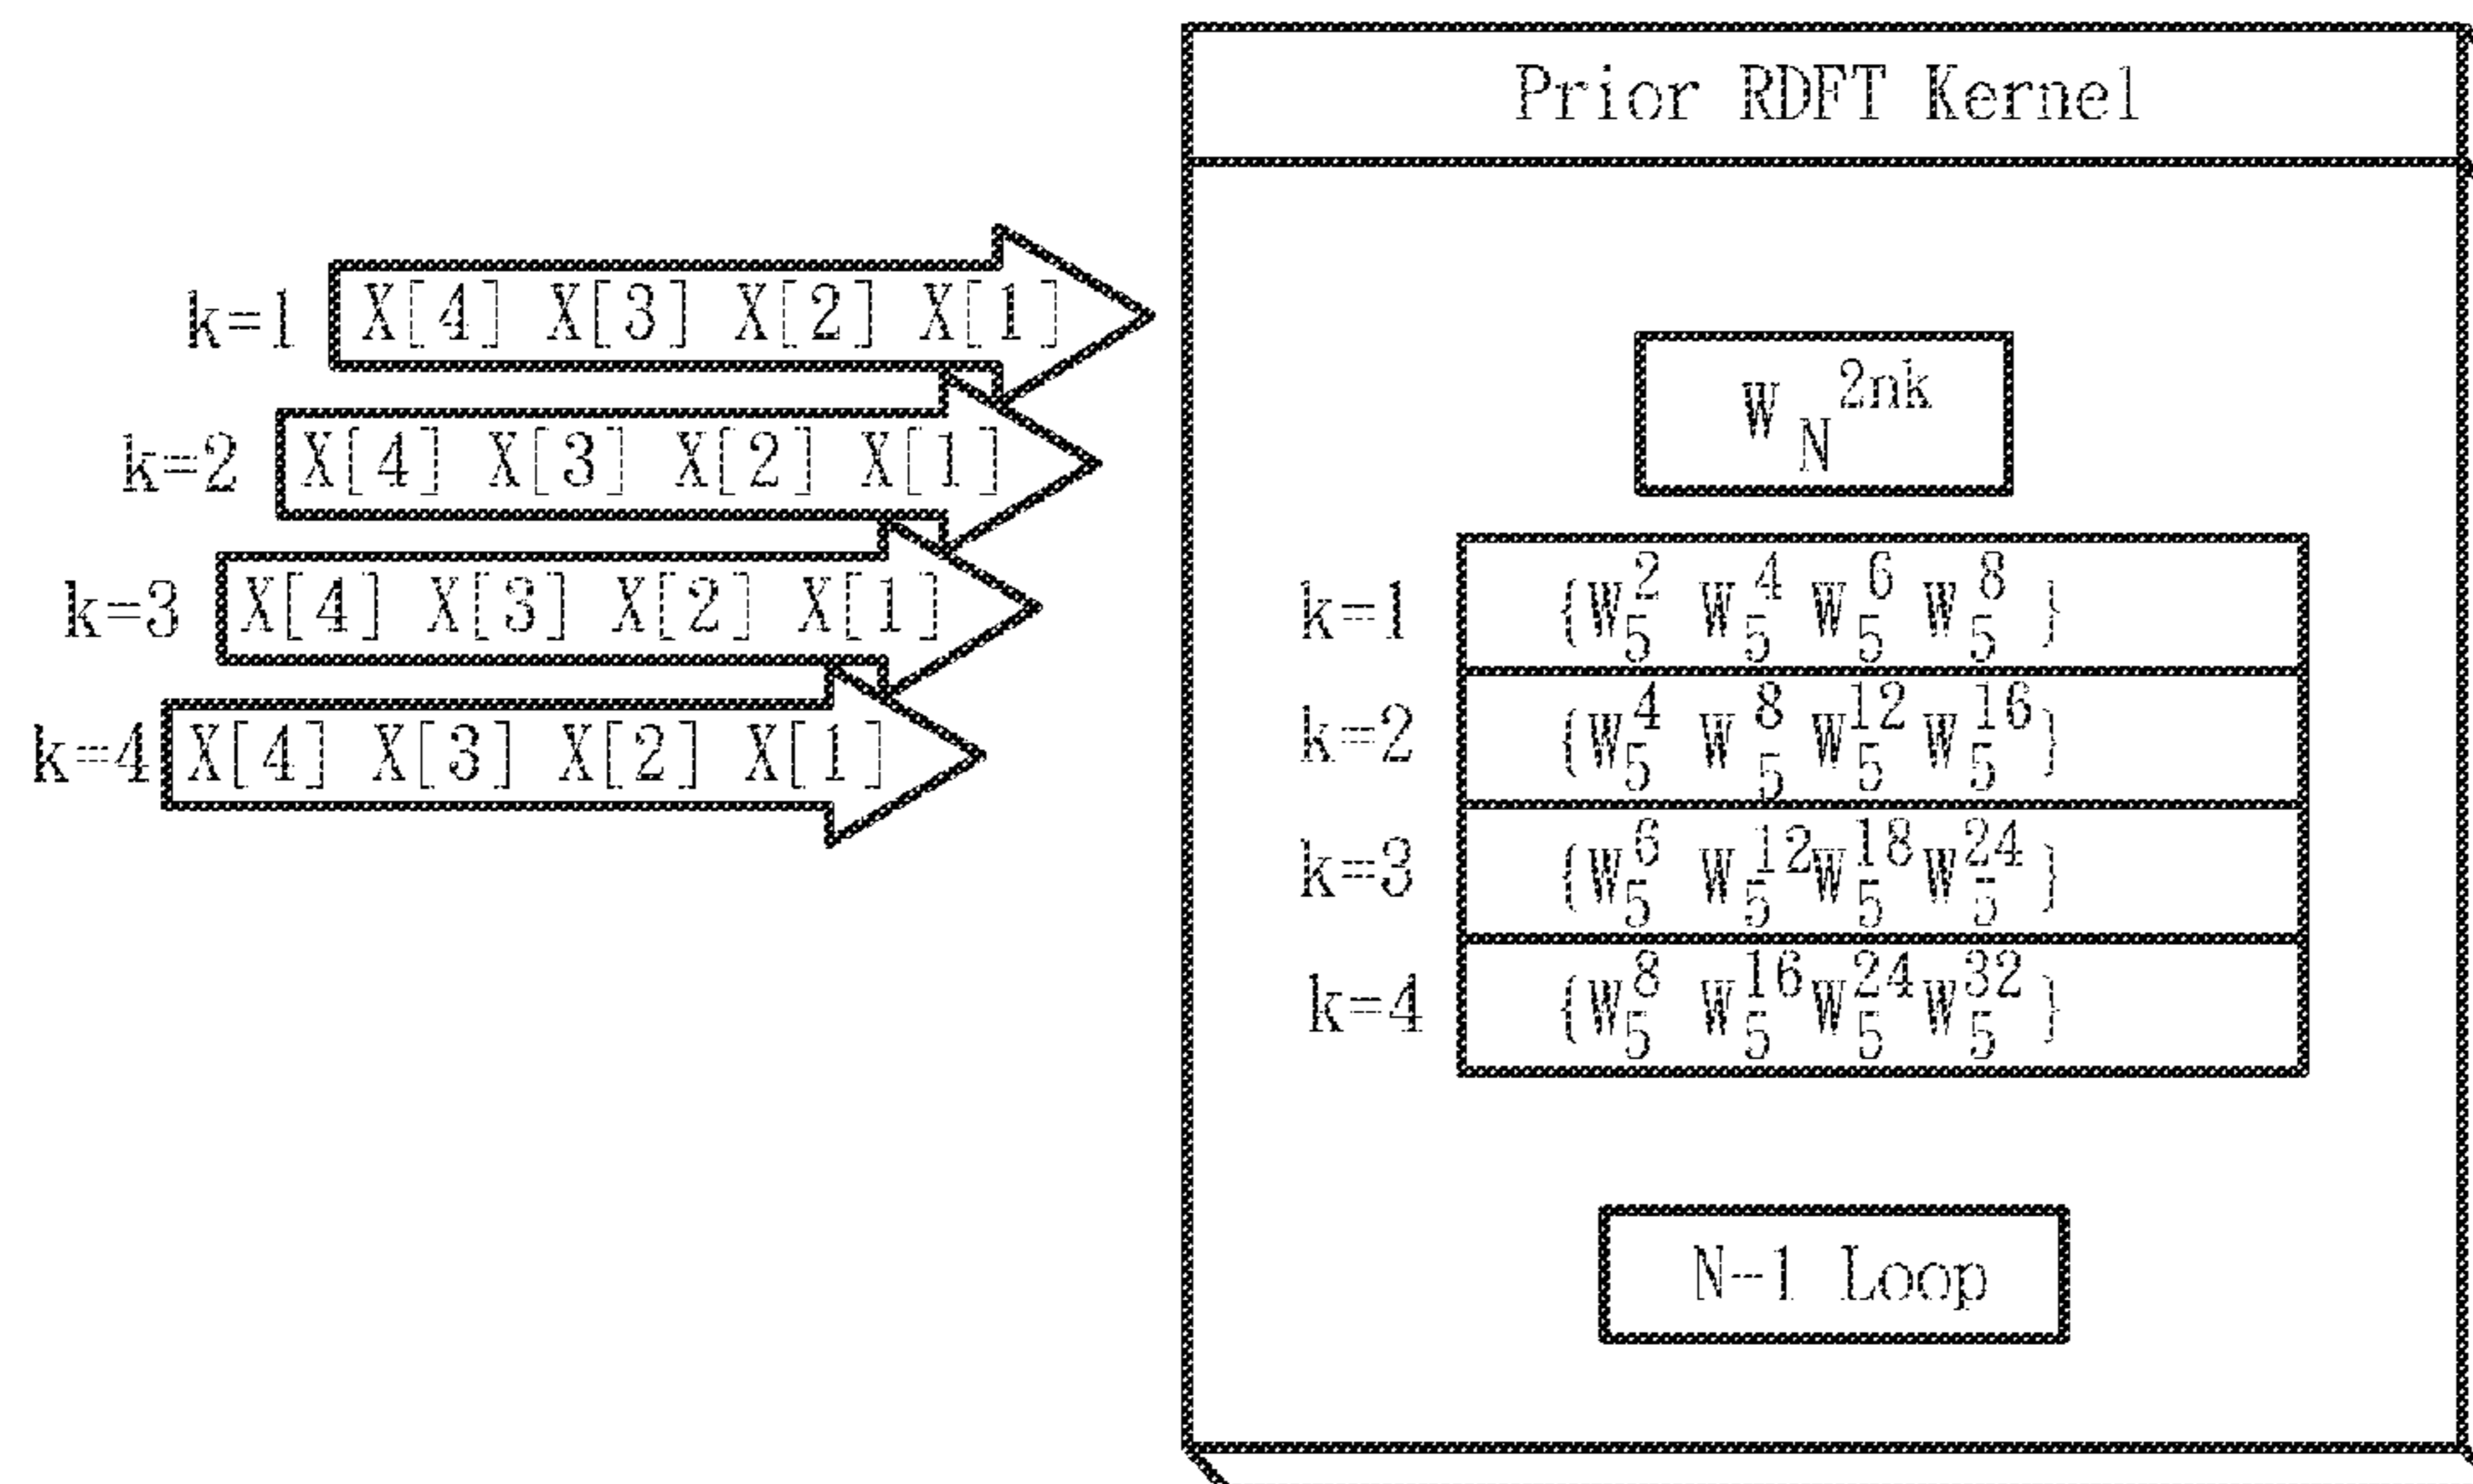 Prior RDFT Kernel
k=1 X[4] X[3] X[2] X[1]
k=2 X[4] X[3] X[2] X[1]
k=3 X[4] X[3] X[2] X[1]
k=4 X[4] X[3] X[2] X[1]
W_N^2nk
k=1 {W_5^2 W_5^4 W_5^6 W_5^8}
k=2 {W_5^4 W_5^8 W_5^12 W_5^16}
k=3 {W_5^6 W_5^12 W_5^18 W_5^24}
k=4 {W_5^8 W_5^16 W_5^24 W_5^32}
N-1 Loop